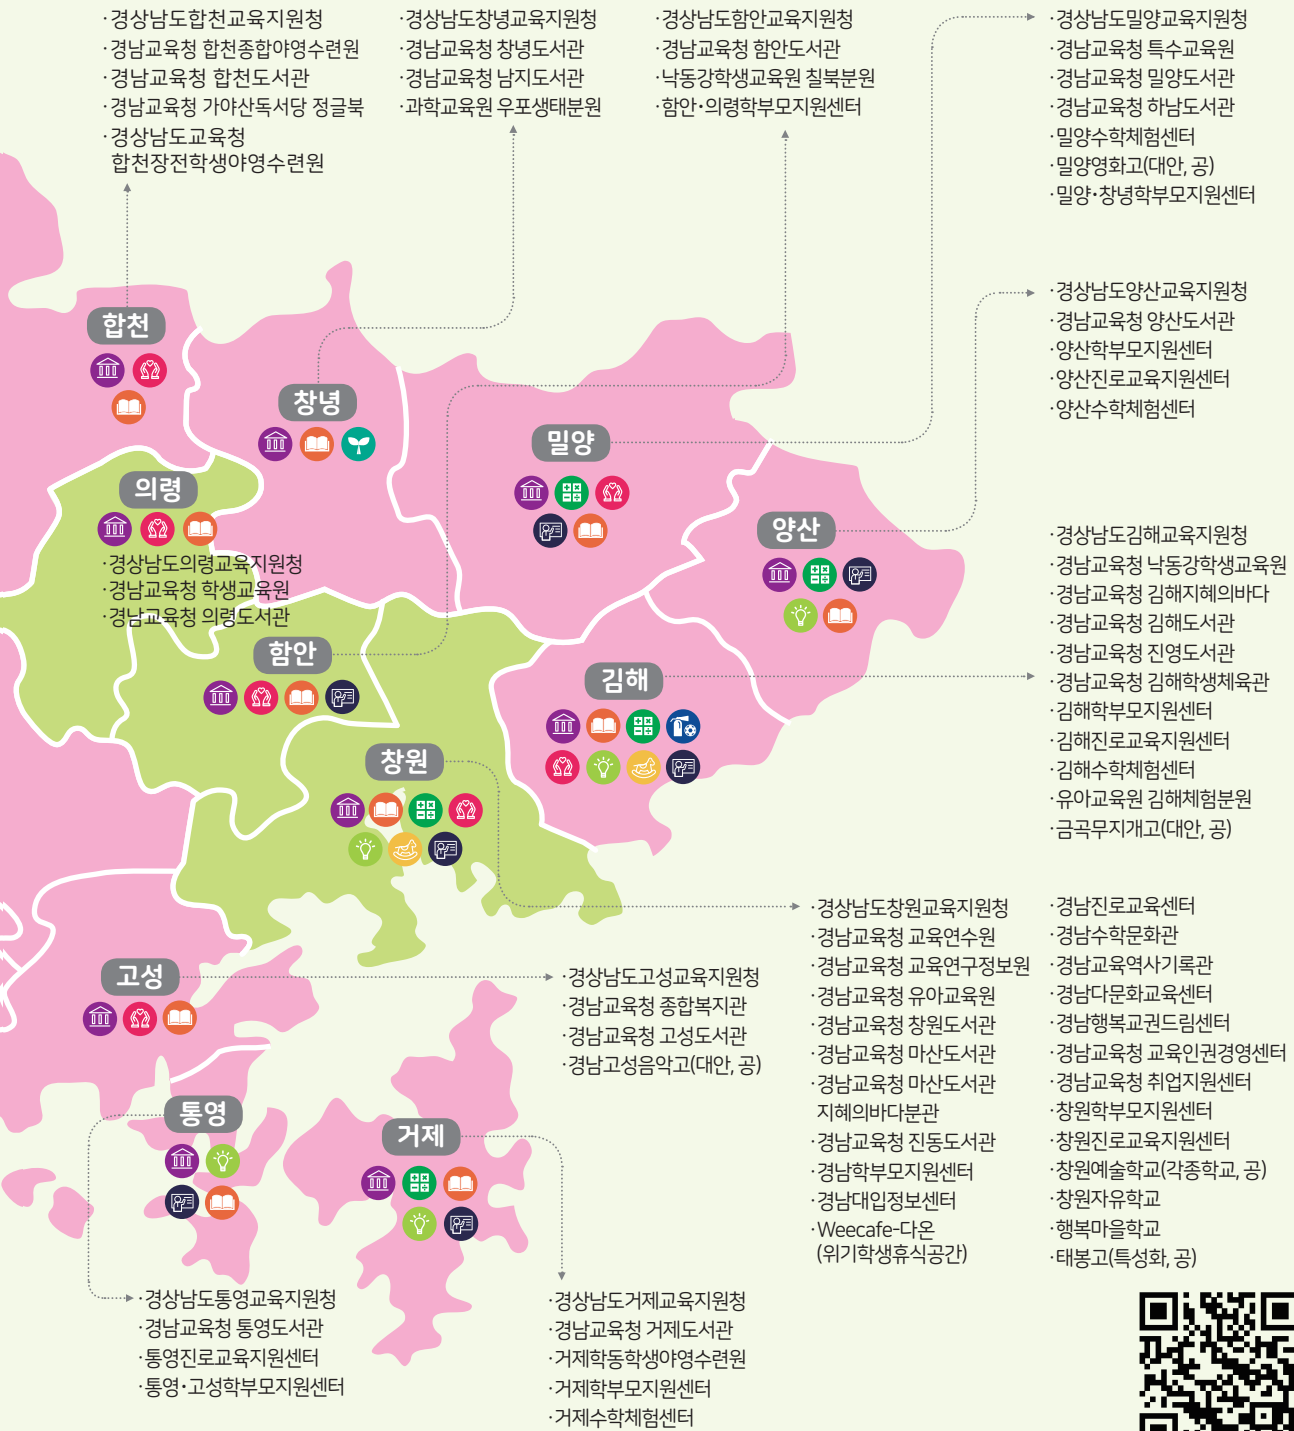 ·경상남도합천교육지원청
·경남교육청 합천종합야영수련원
·경남교육청 합천도서관
·경남교육청 가야산독서당 정글북
·경상남도교육청
합천장전학생야영수련원
·경상남도창녕교육지원청
·경남교육청 창녕도서관
·경남교육청 남지도서관
·과학교육원 우포생태분원
·경상남도함안교육지원청
·경남교육청 함안도서관
·낙동강학생교육원 칠북분원
·함안·의령학부모지원센터
·경상남도밀양교육지원청
·경남교육청 특수교육원
·경남교육청 밀양도서관
·경남교육청 하남도서관
·밀양수학체험센터
·밀양영화고(대안, 공)
·밀양·창녕학부모지원센터
합천
창녕
밀양
·경상남도양산교육지원청
·경남교육청 양산도서관
·양산학부모지원센터
·양산진로교육지원센터
·양산수학체험센터
의령
·경상남도의령교육지원청
·경남교육청 학생교육원
·경남교육청 의령도서관
양산
함안
김해
·경상남도김해교육지원청
·경남교육청 낙동강학생교육원
·경남교육청 김해지혜의바다
·경남교육청 김해도서관
·경남교육청 진영도서관
·경남교육청 김해학생체육관
·김해학부모지원센터
·김해진로교육지원센터
·김해수학체험센터
·유아교육원 김해체험분원
·금곡무지개고(대안, 공)
창원
·경상남도창원교육지원청
·경남교육청 교육연수원
·경남교육청 교육연구정보원
·경남교육청 유아교육원
·경남교육청 창원도서관
·경남교육청 마산도서관
·경남교육청 마산도서관
지혜의바다분관
·경남교육청 진동도서관
·경남학부모지원센터
·경남대입정보센터
·Weecafe-다온
(위기학생휴식공간)
·경남진로교육센터
·경남수학문화관
·경남교육역사기록관
·경남다문화교육센터
·경남행복교권드림센터
·경남교육청 교육인권경영센터
·경남교육청 취업지원센터
·창원학부모지원센터
·창원진로교육지원센터
·창원예술학교(각종학교, 공)
·창원자유학교
·행복마을학교
·태봉고(특성화, 공)
고성
·경상남도고성교육지원청
·경남교육청 종합복지관
·경남교육청 고성도서관
·경남고성음악고(대안, 공)
통영
거제
·경상남도통영교육지원청
·경남교육청 통영도서관
·통영진로교육지원센터
·통영·고성학부모지원센터
·경상남도거제교육지원청
·경남교육청 거제도서관
·거제학동학생야영수련원
·거제학부모지원센터
·거제수학체험센터